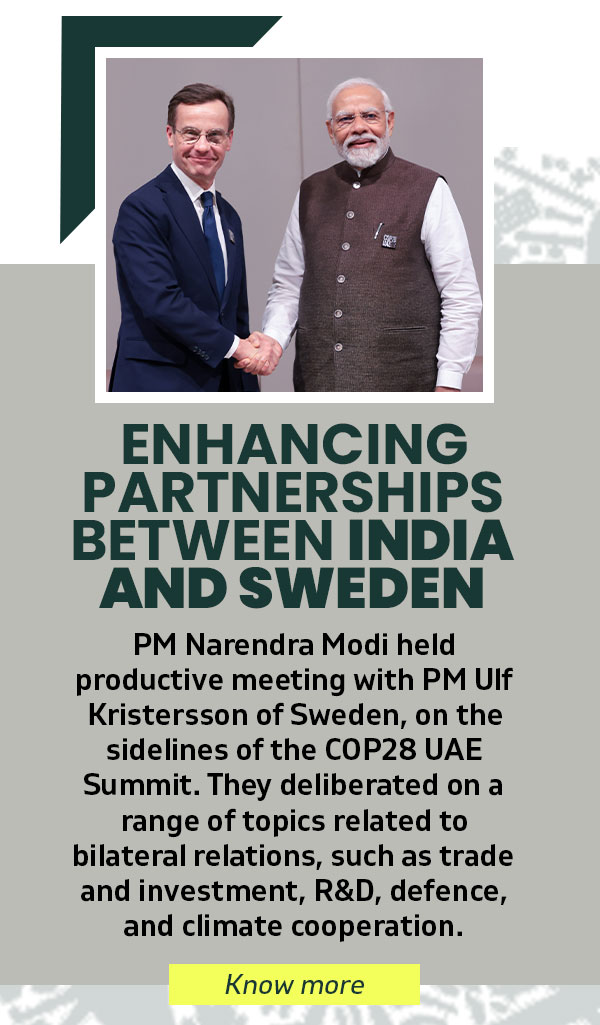 ENHANCING
PARTNERSHIPS
BETWEEN INDIA
AND SWEDEN
PM Narendra Modi held
productive meeting with PM Ulf
Kristersson of Sweden, on the
sidelines of the COP28 UAE
Summit. They deliberated on a
range of topics related to
bilateral relations, such as trade
and investment, R&D, defence,
and climate cooperation.
Know more